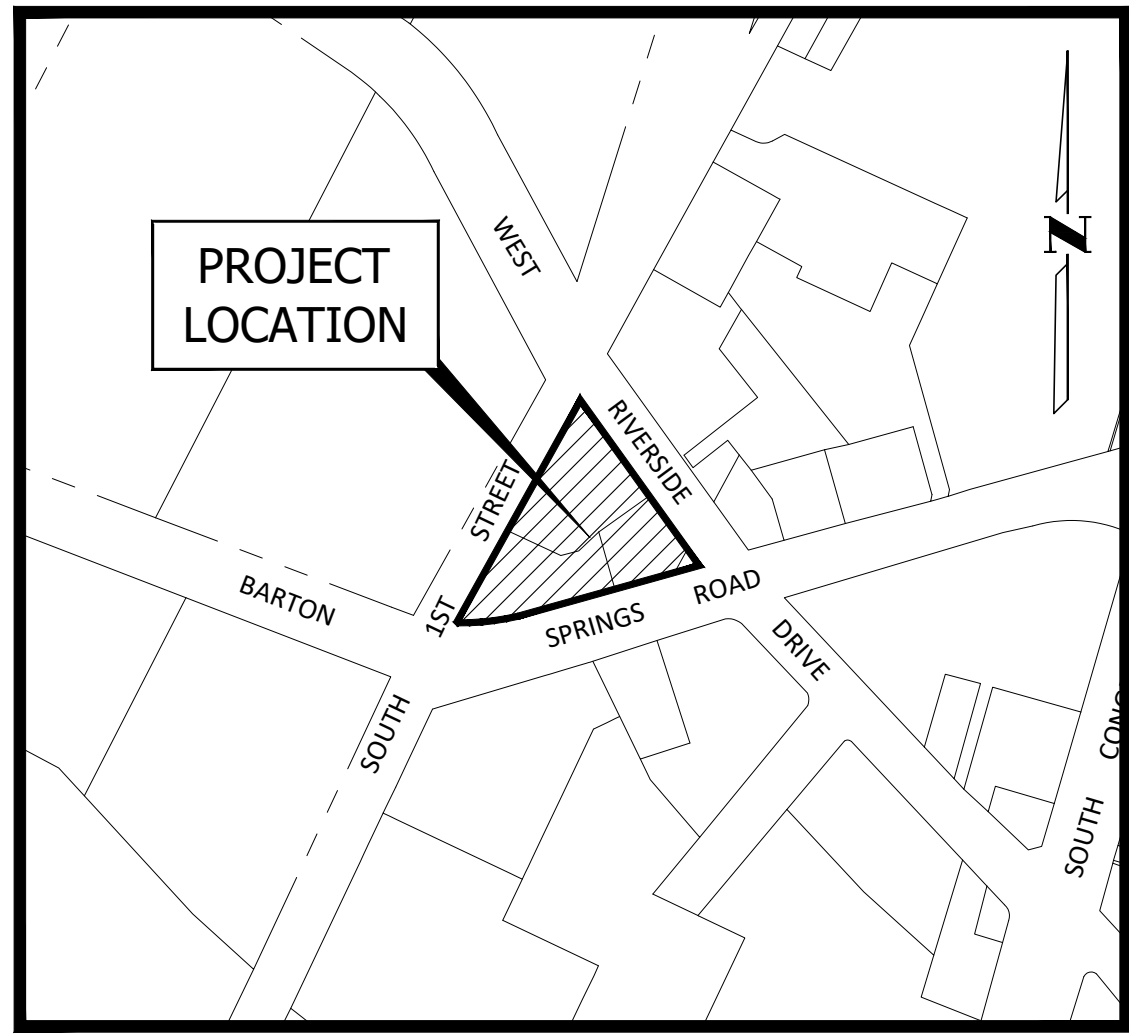 WEST
N
PROJECT
LOCATION
RIVERSIDE
STREET
BARTON
1ST
SPRINGS
ROAD
DRIVE
SOUTH
SOUTH